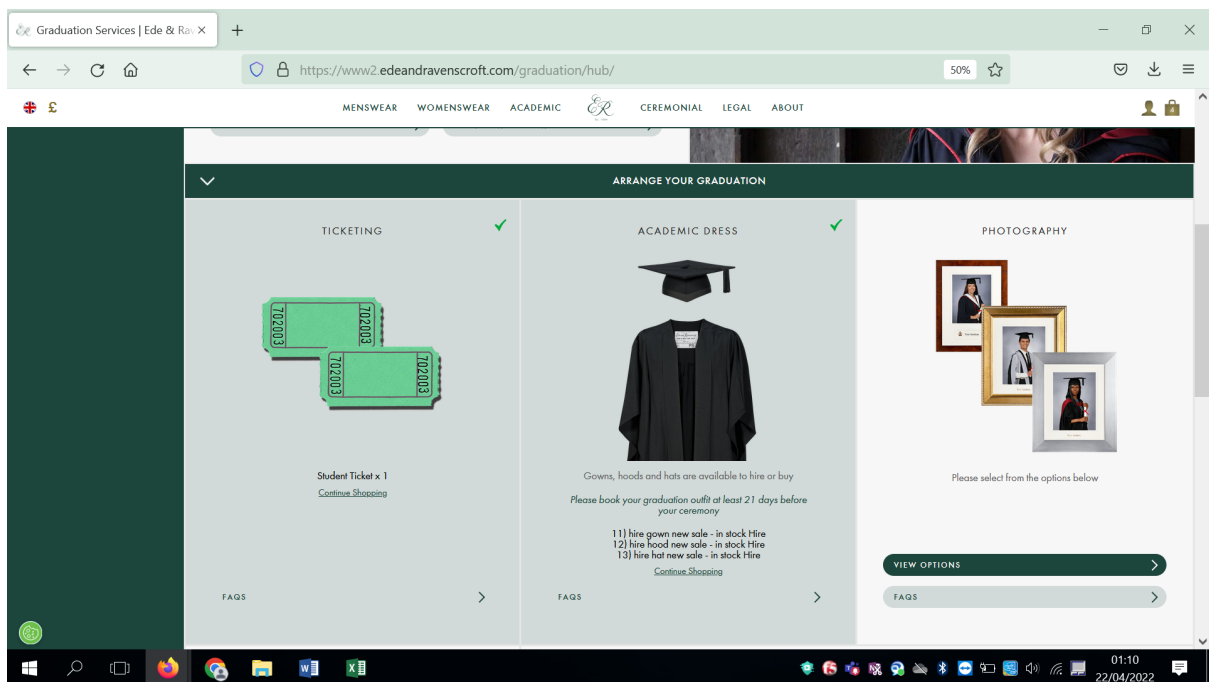 Graduation Services | Ede & Rav
https://www2.edeandravenscroft.com/graduation/hub/
50%
£
MENSWEAR WOMENSWEAR ACADEMIC ER CEREMONIAL LEGAL ABOUT
4
ARRANGE YOUR GRADUATION
TICKETING
702003
702003
702003
702003
Student Ticket x 1
Continue Shopping
FAQS
ACADEMIC DRESS
Gowns, hoods and hats are available to hire or buy
Please book your graduation outfit at least 21 days before
your ceremony
11) hire gown new sale - in stock Hire
12) hire hood new sale - in stock Hire
13) hire hat new sale - in stock Hire
Continue Shopping
FAQS
PHOTOGRAPHY
Please select from the options below
VIEW OPTIONS
FAQS
01:10
22/04/2022